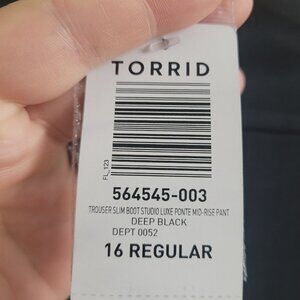 TORRID
FL_123
564545-003
TROUSER SLIM BOOT STUDIO LUXE PONTE MID-RISE PANT
DEEP BLACK
DEPT 0052
16 REGULAR